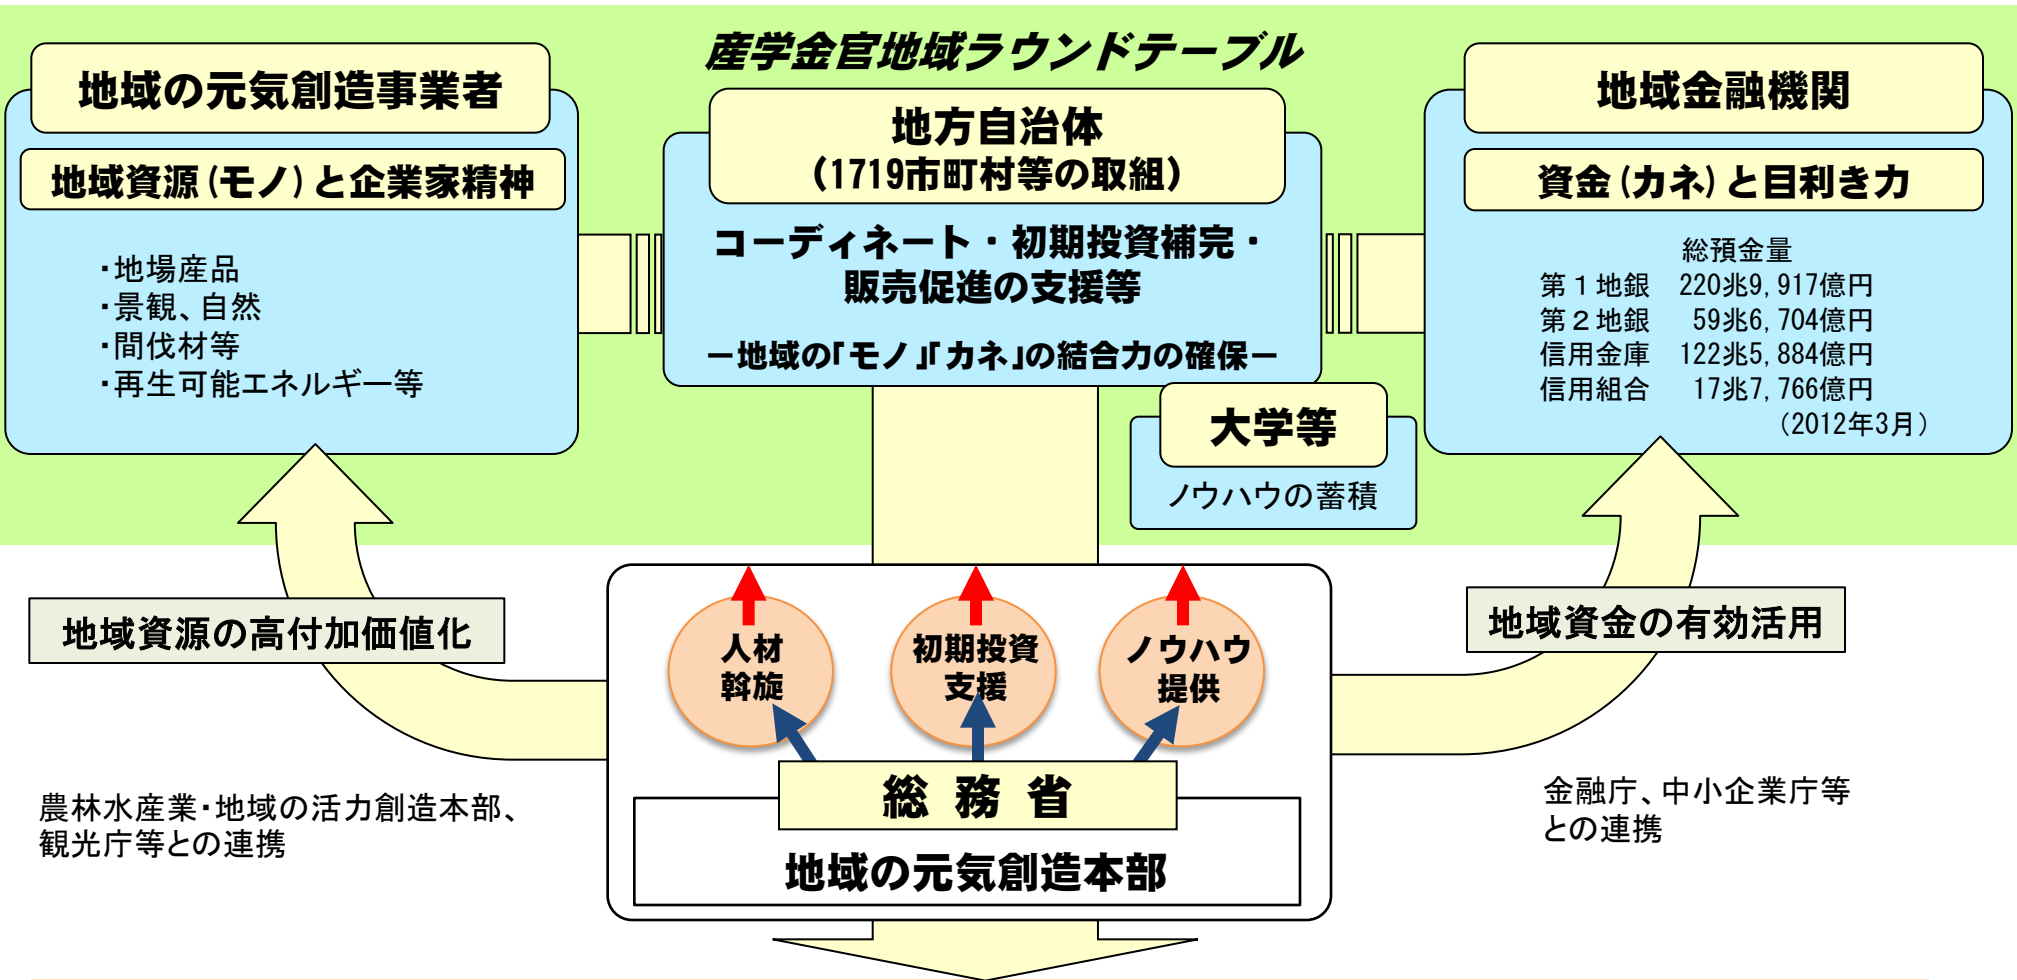 産学金官地域ラウンドテーブル
地域の元気創造事業者
地域資源(モノ)と企業家精神
・地場産品
・景観、自然
・間伐材等
・再生可能エネルギー等
地方自治体
(1719市町村等の取組)
コーディネート・初期投資補完・
販売促進の支援等
－地域の「モノ」「カネ」の結合力の確保－
大学等
ノウハウの蓄積
地域金融機関
資金(カネ)と目利き力
総預金量
第１地銀 220兆9,917億円
第２地銀 59兆6,704億円
信用金庫 122兆5,884億円
信用組合 17兆7,766億円
（2012年3月）
地域資源の高付加価値化
地域資金の有効活用
人材
斡旋
初期投資
支援
ノウハウ
提供
総務省
地域の元気創造本部
農林水産業・地域の活力創造本部、
観光庁等との連携
金融庁、中小企業庁等
との連携